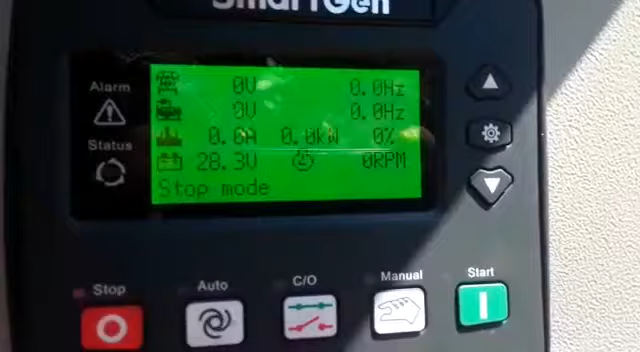 SmartGen
Alarm
Status
0V 0.0Hz
0V 0.0Hz
0.0A 0.0kW 0%
28.3V 0RPM
Stop mode
Stop
Auto
C/O
Manual
Start